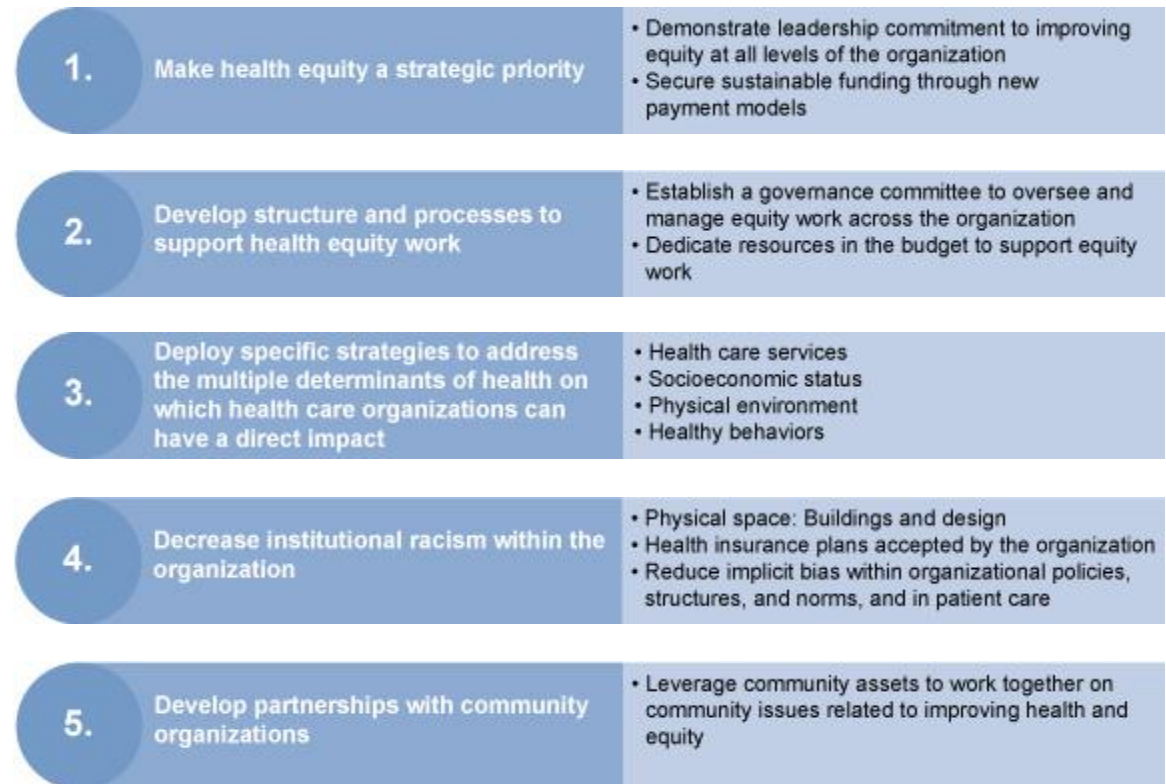 1.
Make health equity a strategic priority
• Demonstrate leadership commitment to improving
equity at all levels of the organization
• Secure sustainable funding through new
payment models
2.
Develop structure and processes to
support health equity work
• Establish a governance committee to oversee and
manage equity work across the organization
• Dedicate resources in the budget to support equity
work
3.
Deploy specific strategies to address
the multiple determinants of health on
which health care organizations can
have a direct impact
• Health care services
• Socioeconomic status
• Physical environment
• Healthy behaviors
4.
Decrease institutional racism within the
organization
• Physical space: Buildings and design
• Health insurance plans accepted by the organization
• Reduce implicit bias within organizational policies,
structures, and norms, and in patient care
5.
Develop partnerships with community
organizations
• Leverage community assets to work together on
community issues related to improving health and
equity